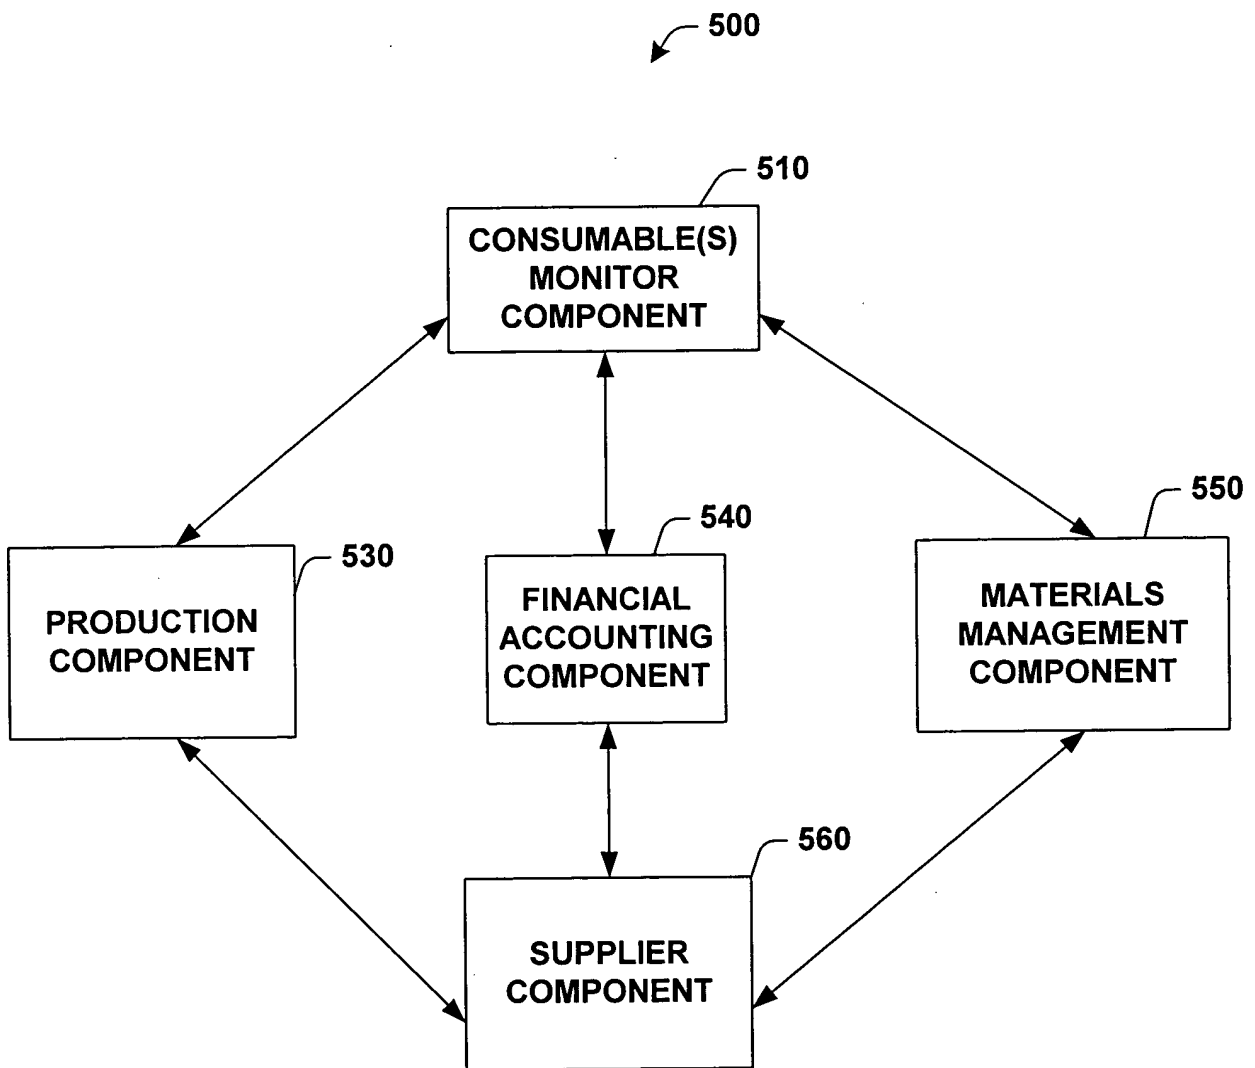 500
510
CONSUMABLE(S)
MONITOR
COMPONENT
550
540
530
PRODUCTION
COMPONENT
FINANCIAL
ACCOUNTING
COMPONENT
MATERIALS
MANAGEMENT
COMPONENT
560
SUPPLIER
COMPONENT